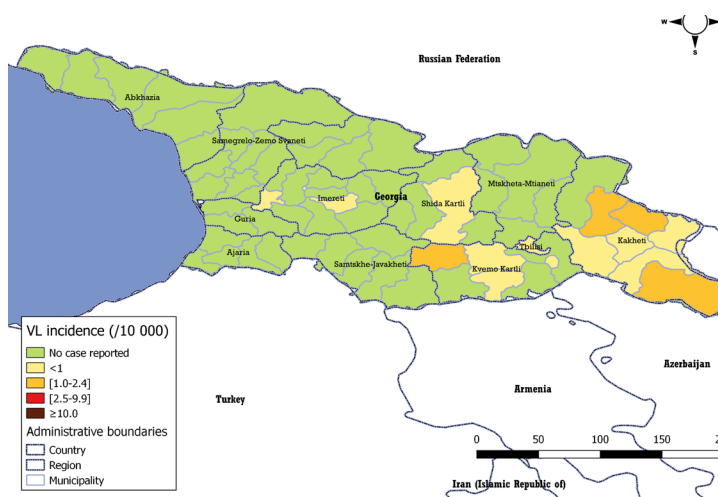 W
S
Russian Federation
Abkhazia
Samegrelo-Zemo Svaneti
Mtskheta-Mtianeti
Imereti
Georgia
Shida Kartli
Guria
Tbilisi
Kakheti
Ajaria
Samtskhe-Javakheti
Kvemo Kartli
VL incidence (/10 000)
No case reported
<1
[1.0-2.4]
[2.5-9.9]
≥10.0
Administrative boundaries
Country
Region
Municipality
Azerbaijan
Armenia
Turkey
0 50 100 150
Iran (Islamic Republic of)